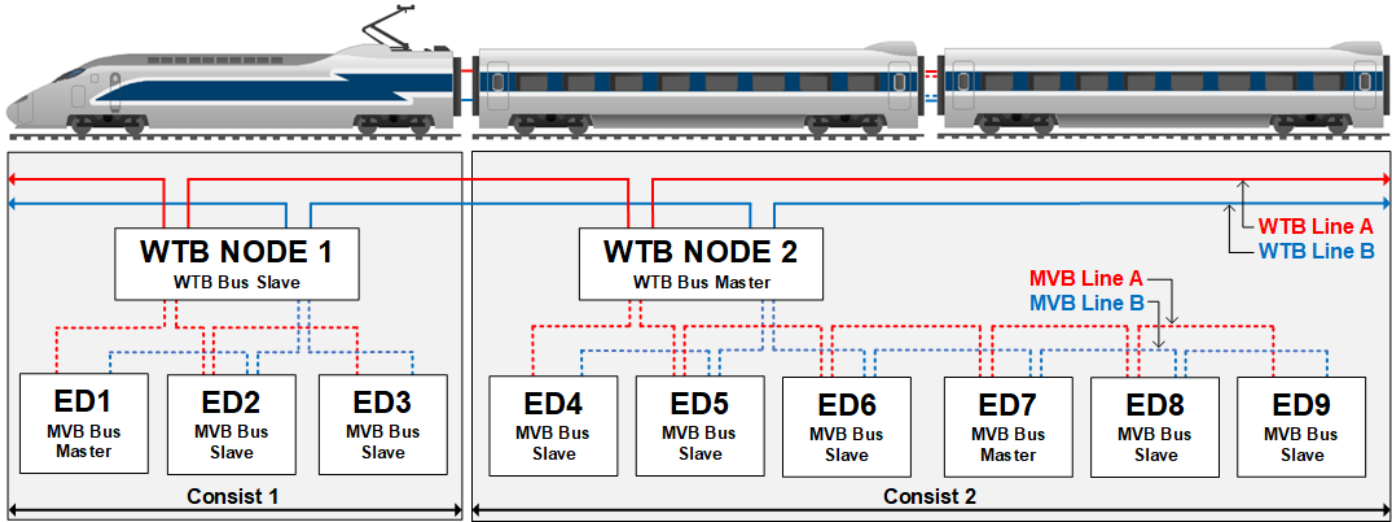 WTB NODE 1
WTB Bus Slave
WTB NODE 2
WTB Bus Master
WTB Line A
WTB Line B
MVB Line A
MVB Line B
ED1
MVB Bus
Master
ED2
MVB Bus
Slave
ED3
MVB Bus
Slave
ED4
MVB Bus
Slave
ED5
MVB Bus
Slave
ED6
MVB Bus
Slave
ED7
MVB Bus
Master
ED8
MVB Bus
Slave
ED9
MVB Bus
Slave
Consist 1
Consist 2